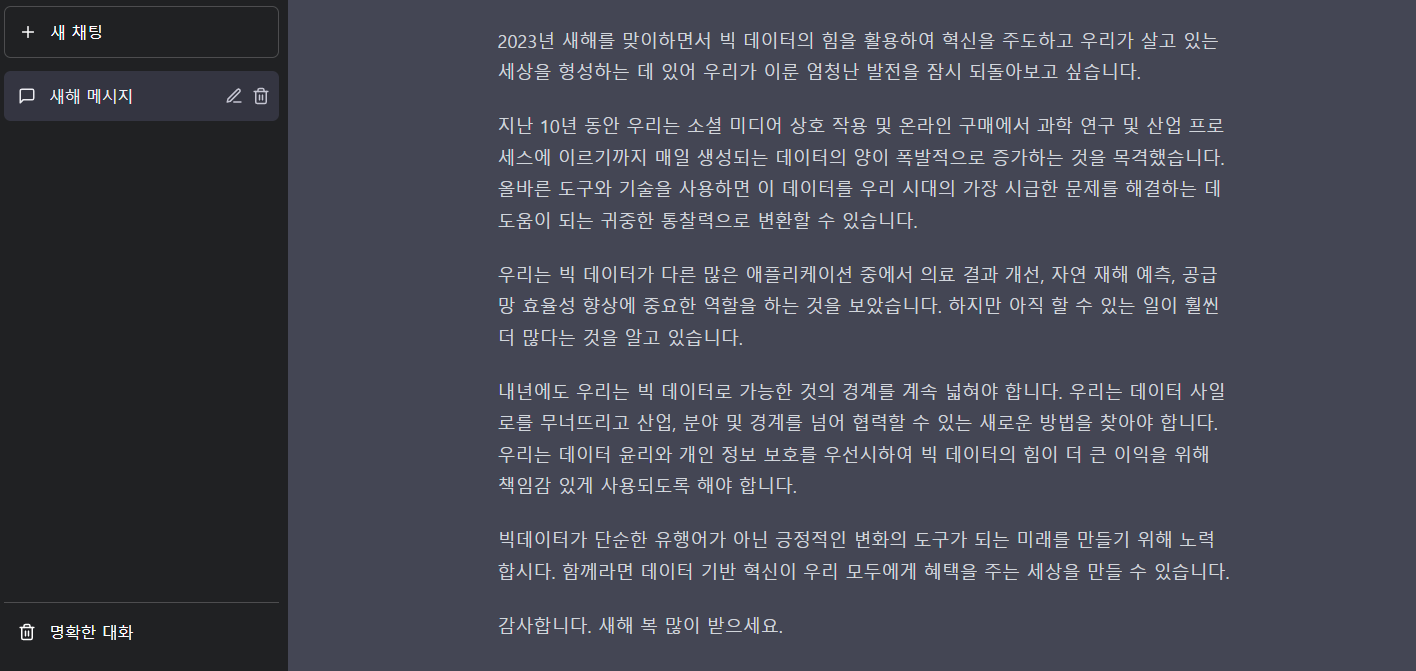 새 채팅
새해 메시지
명확한 대화
2023년 새해를 맞이하면서 빅 데이터의 힘을 활용하여 혁신을 주도하고 우리가 살고 있는
세상을 형성하는 데 있어 우리가 이룬 엄청난 발전을 잠시 되돌아보고 싶습니다.
지난 10년 동안 우리는 소셜 미디어 상호 작용 및 온라인 구매에서 과학 연구 및 산업 프로
세스에 이르기까지 매일 생성되는 데이터의 양이 폭발적으로 증가하는 것을 목격했습니다.
올바른 도구와 기술을 사용하면 이 데이터를 우리 시대의 가장 시급한 문제를 해결하는 데
도움이 되는 귀중한 통찰력으로 변환할 수 있습니다.
우리는 빅 데이터가 다른 많은 애플리케이션 중에서 의료 결과 개선, 자연 재해 예측, 공급
망 효율성 향상에 중요한 역할을 하는 것을 보았습니다. 하지만 아직 할 수 있는 일이 훨씬
더 많다는 것을 알고 있습니다.
내년에도 우리는 빅 데이터로 가능한 것의 경계를 계속 넓혀야 합니다. 우리는 데이터 사일
로를 무너뜨리고 산업, 분야 및 경계를 넘어 협력할 수 있는 새로운 방법을 찾아야 합니다.
우리는 데이터 윤리와 개인 정보 보호를 우선시하여 빅 데이터의 힘이 더 큰 이익을 위해
책임감 있게 사용되도록 해야 합니다.
빅데이터가 단순한 유행어가 아닌 긍정적인 변화의 도구가 되는 미래를 만들기 위해 노력
합시다. 함께라면 데이터 기반 혁신이 우리 모두에게 혜택을 주는 세상을 만들 수 있습니다.
감사합니다. 새해 복 많이 받으세요.